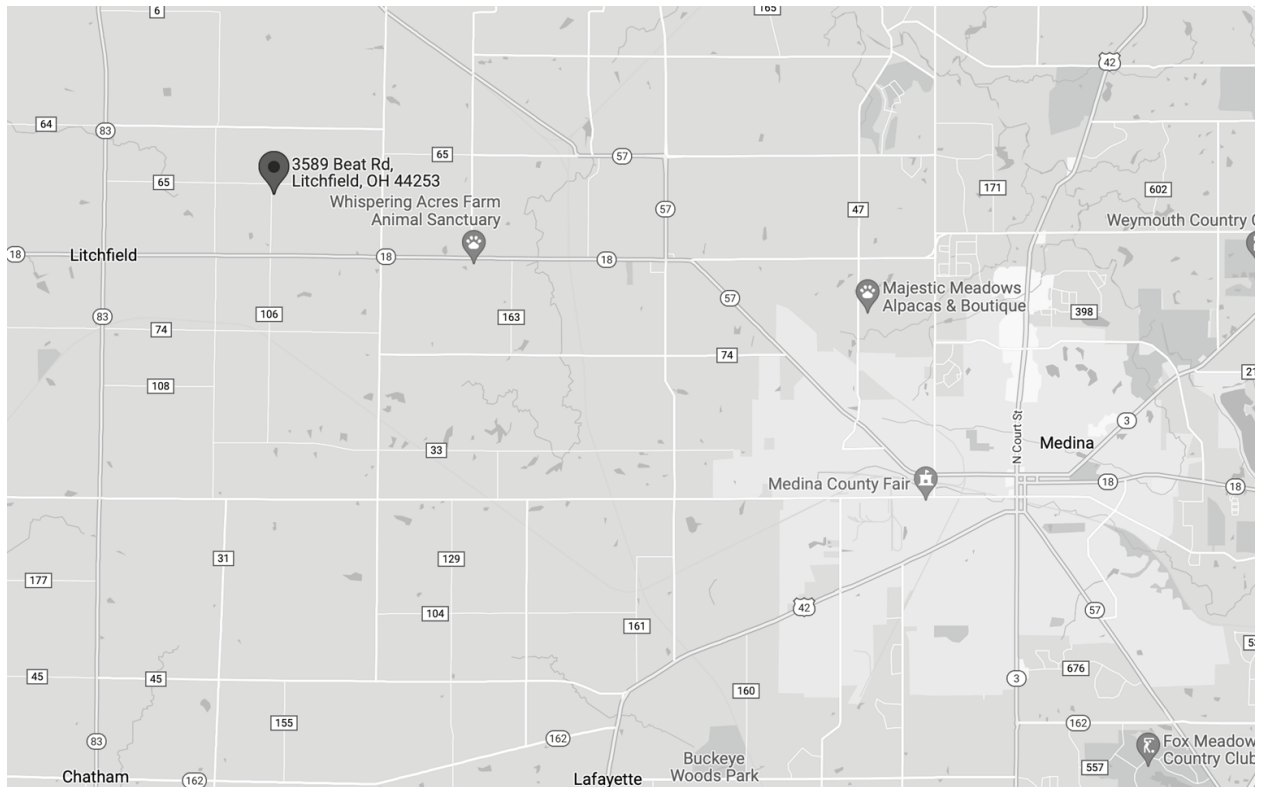 6
165
42
64
83
65
57
3589 Beat Rd,
Litchfield, OH 44253
65
171
602
Whispering Acres Farm
Animal Sanctuary
57
47
Weymouth Country
18
Litchfield
18
18
Majestic Meadows
Alpacas & Boutique
57
83
106
74
163
398
74
108
3
N Court St
Medina
33
Medina County Fair
18
18
31
129
177
104
42
57
161
45
45
676
3
160
155
162
83
162
Fox Meadow
Country Club
Buckeye
Woods Park
557
Chatham
162
Lafayette